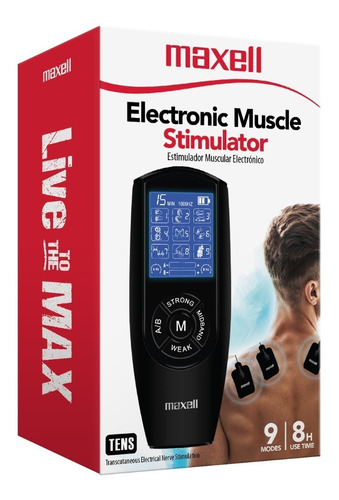 maxell
Live TO THE MAX
maxell
Electronic Muscle
Stimulator
Estimulador Muscular Electrónico
15 MIN 100HZ
STRONG
A/B
M
MIDBAND
WEAK
maxell
TENS
Transcutaneous Electrical Nerve Stimulation
9
MODES
8H
USE TIME